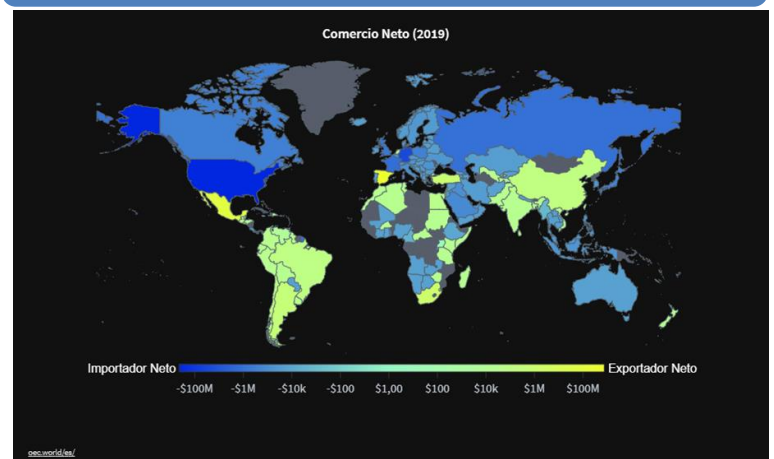 Comercio Neto (2019)
Importador Neto
Exportador Neto
-$100M -$1M -$10k -$100 $1,00 $100 $10k $1M $100M
oec.world/es/